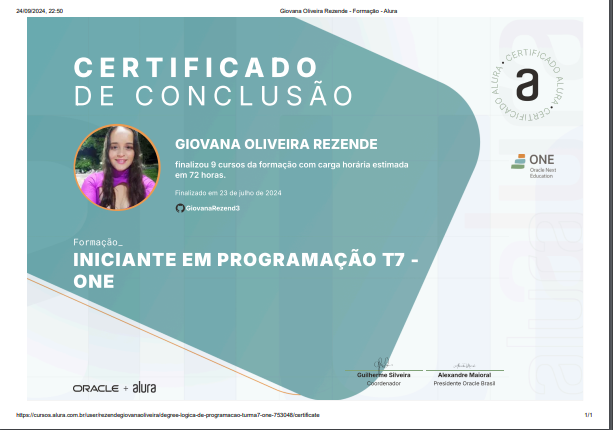 24/09/2024, 22:50
Giovana Oliveira Rezende - Formação - Alura
CERTIFICADO
DE CONCLUSÃO
CERTIFICADO ALURA • CERTIFICADO ALURA •
a
GIOVANA OLIVEIRA REZENDE
finalizou 9 cursos da formação com carga horária estimada
em 72 horas.
Finalizado em 23 de julho de 2024
GiovanaRezend3
ONE
Oracle Next
Education
Formação_
INICIANTE EM PROGRAMAÇÃO T7 -
ONE
ORACLE + alura
Guilherme Silveira
Coordenador
Alexandre Maioral
Presidente Oracle Brasil
https://cursos.alura.com.br/user/rezendegiovanaoliveira/degree-logica-de-programacao-turma7-one-753048/certificate
1/1